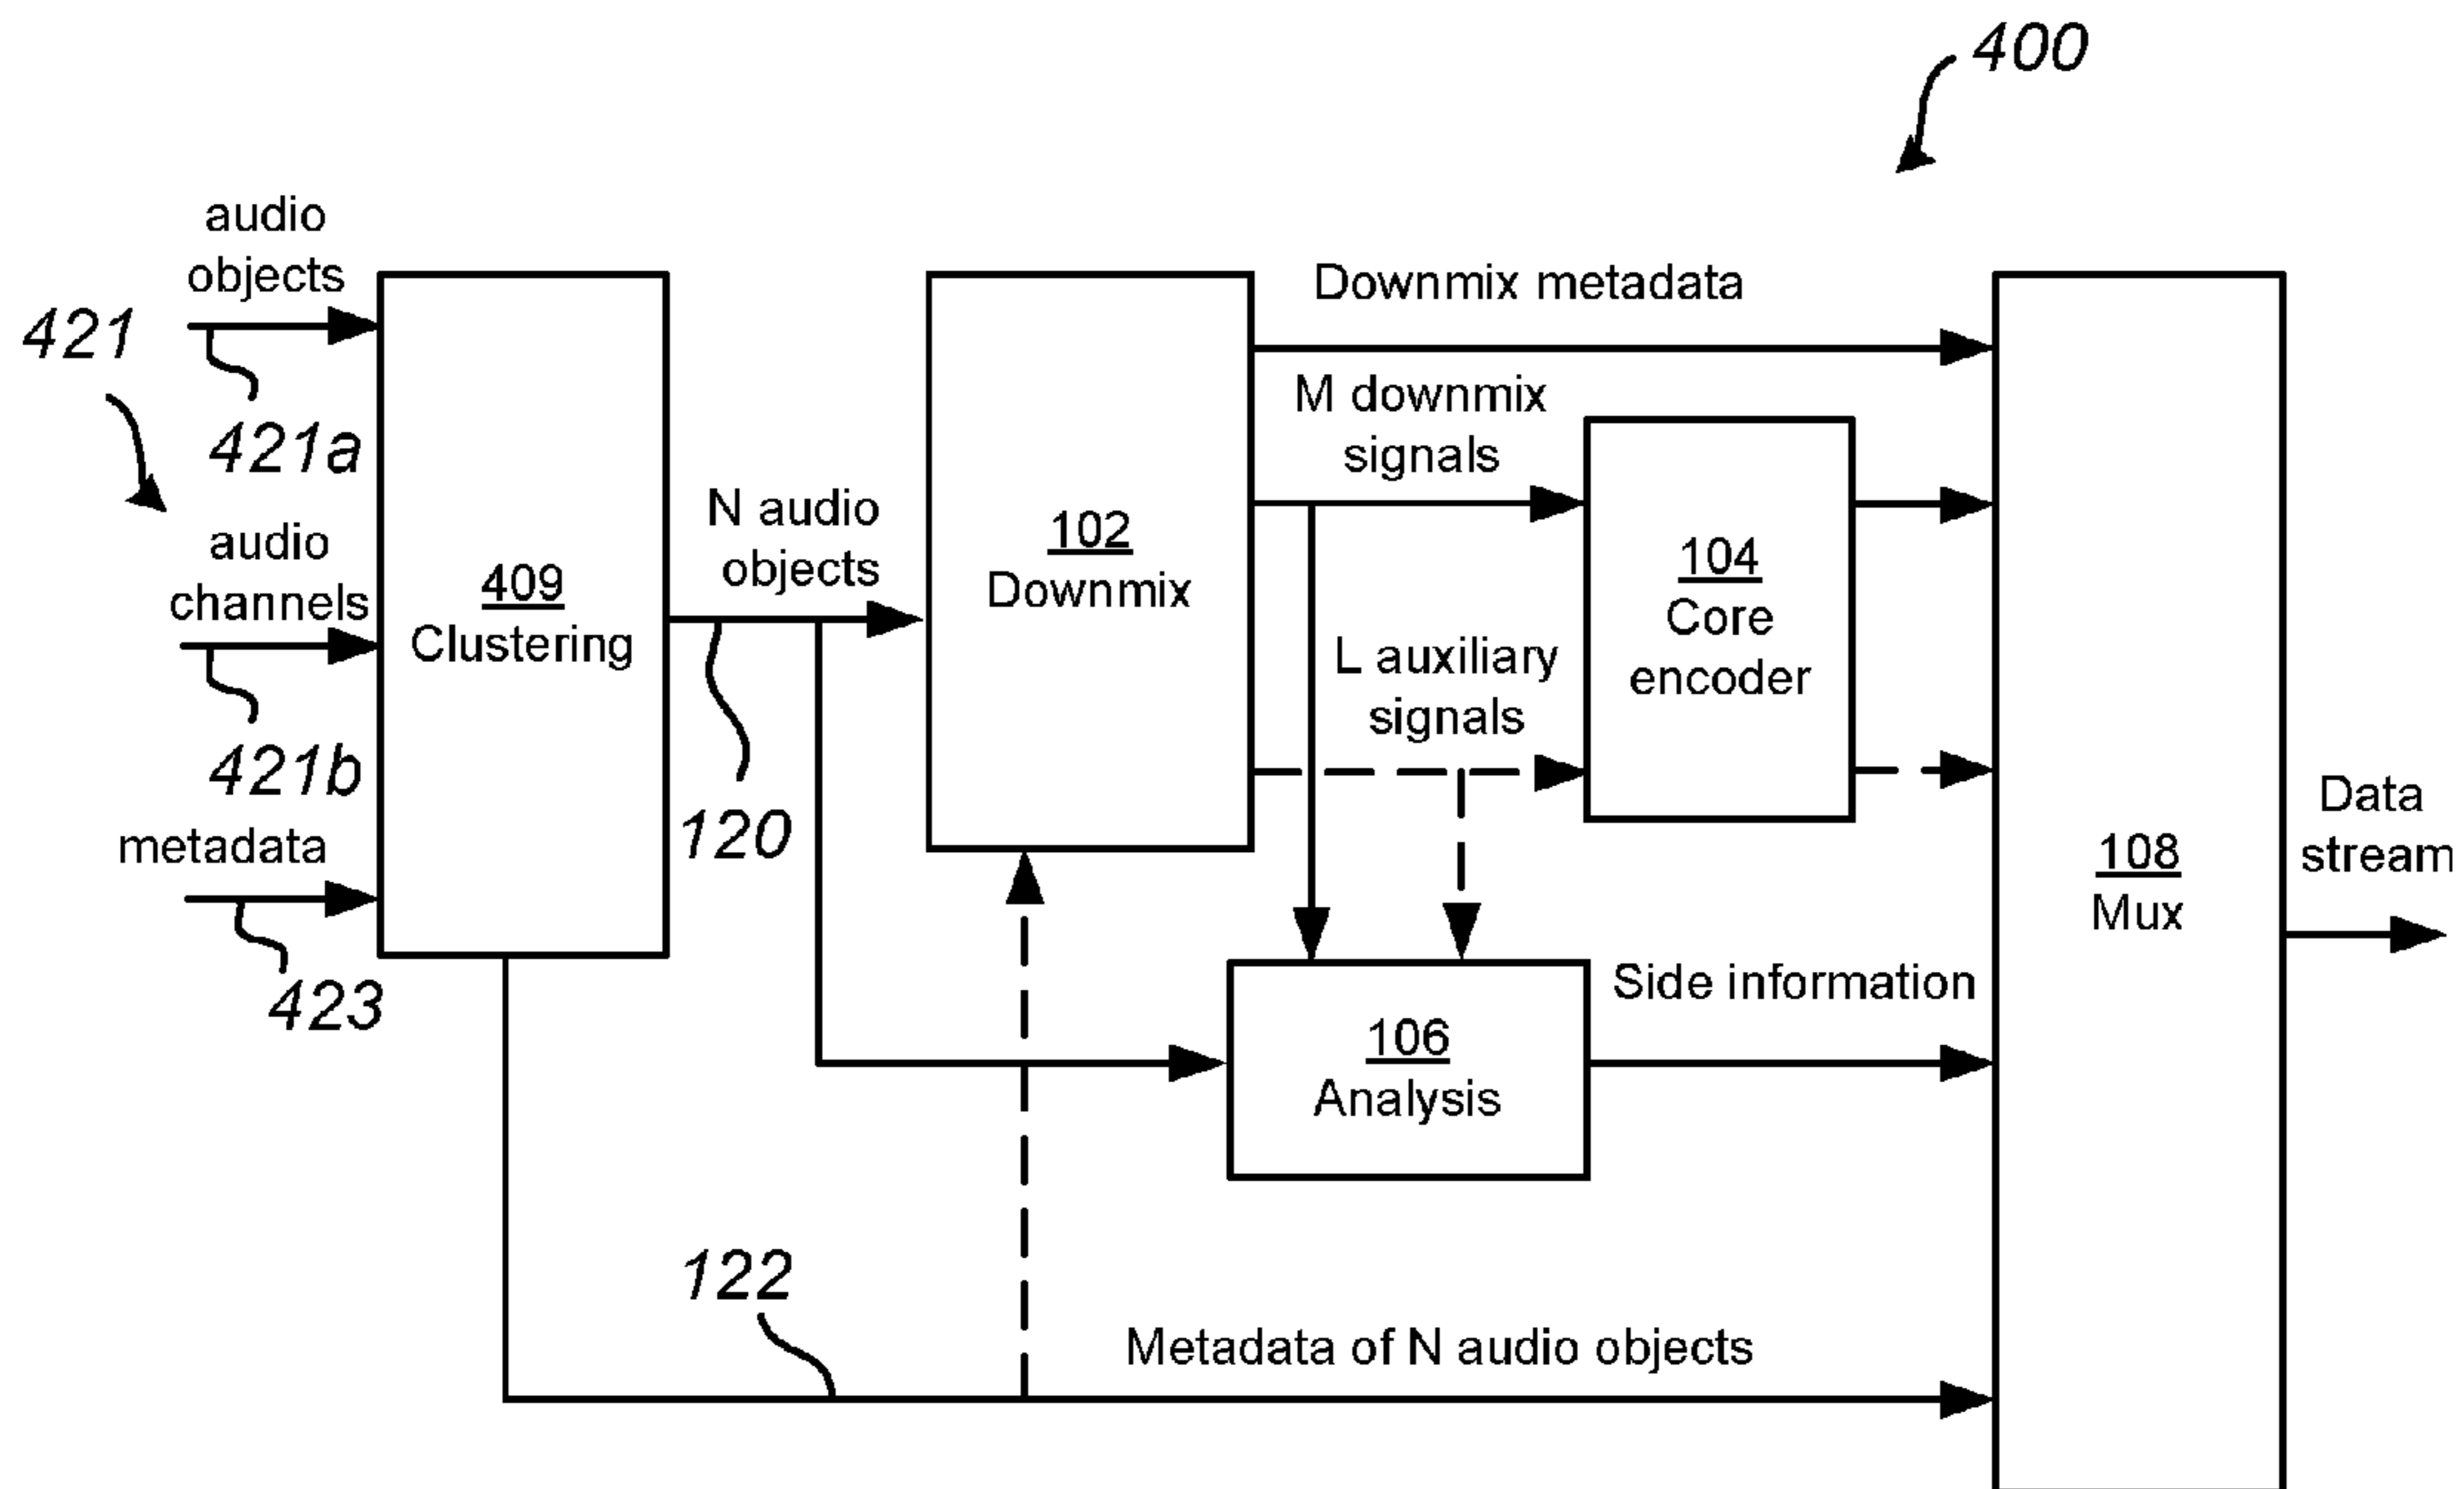 400
audio
objects
421
421a
audio
channels
421b
metadata
423
409
Clustering
N audio
objects
120
102
Downmix
Downmix metadata
M downmix
signals
L auxiliary
signals
104
Core
encoder
106
Analysis
Side information
122
Metadata of N audio objects
108
Mux
Data
stream